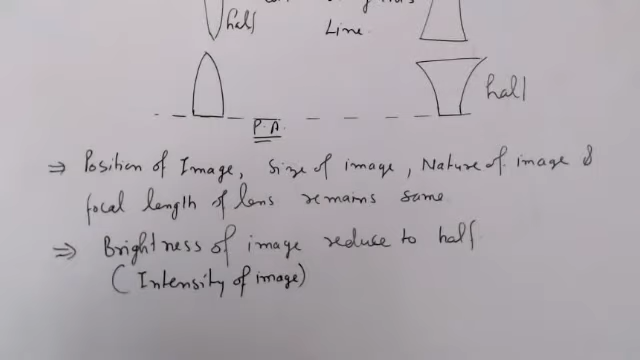 half
Line
half
P.A.
⇒ Position of Image, Size of image, Nature of image &
focal length of lens remains same
⇒ Brightness of image reduce to half
(Intensity of image)